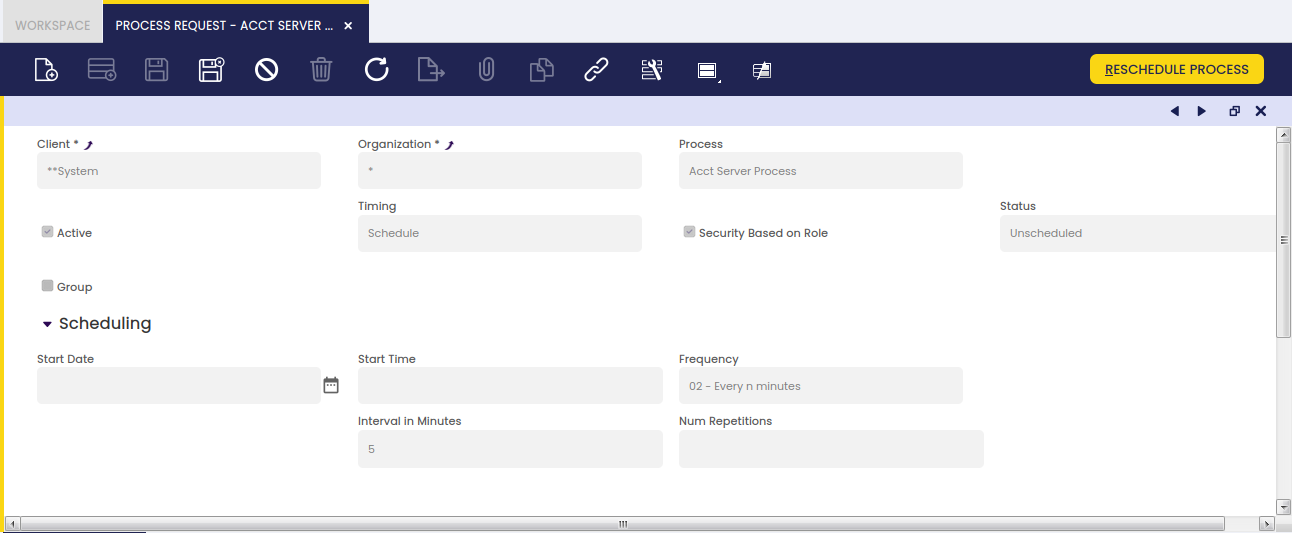 WORKSPACE
PROCESS REQUEST - ACCT SERVER ...
RESCHEDULE PROCESS
Client *
Organization *
Process
**System
*
Acct Server Process
Timing
Status
Active
Schedule
Security Based on Role
Unscheduled
Group
Scheduling
Start Date
Start Time
Frequency
02 - Every n minutes
Interval in Minutes
Num Repetitions
5